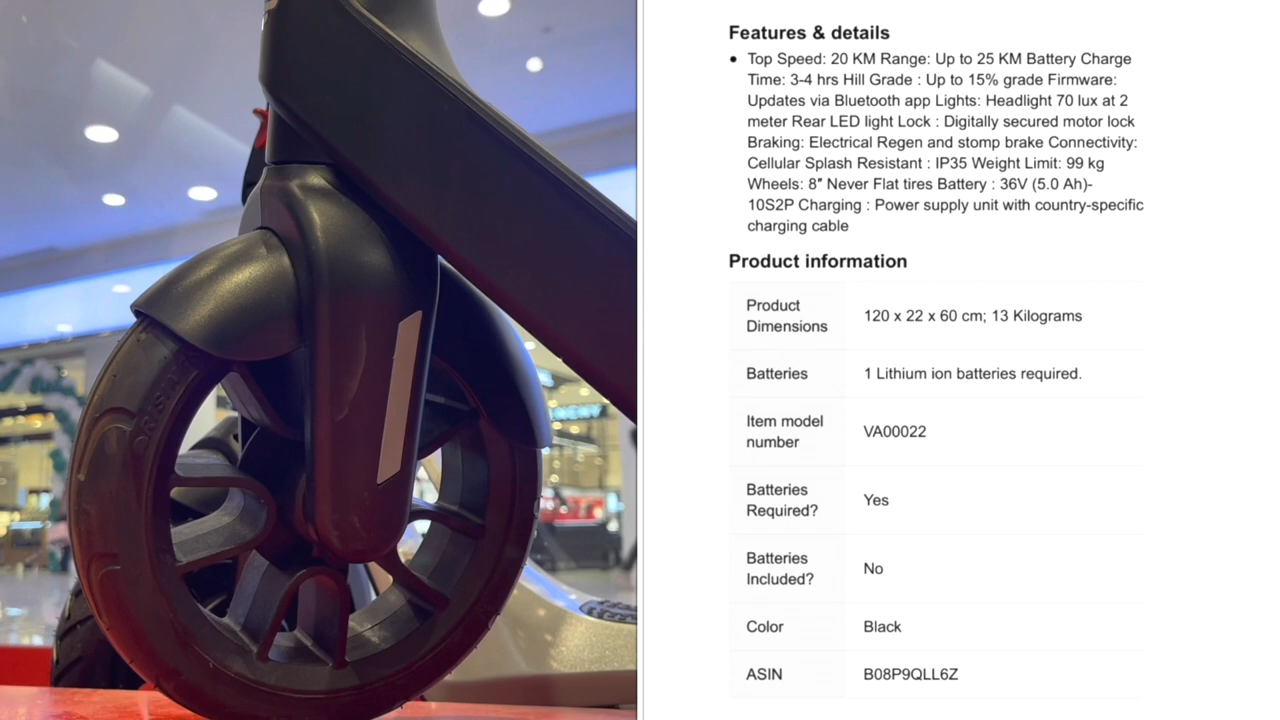 Features & details
• Top Speed: 20 KM Range: Up to 25 KM Battery Charge
Time: 3-4 hrs Hill Grade : Up to 15% grade Firmware:
Updates via Bluetooth app Lights: Headlight 70 lux at 2
meter Rear LED light Lock : Digitally secured motor lock
Braking: Electrical Regen and stomp brake Connectivity:
Cellular Splash Resistant : IP35 Weight Limit: 99 kg
Wheels: 8″ Never Flat tires Battery : 36V (5.0 Ah)-
10S2P Charging : Power supply unit with country-specific
charging cable
Product information
Product
Dimensions
120 x 22 x 60 cm; 13 Kilograms
Batteries
1 Lithium ion batteries required.
Item model
number
VA00022
Batteries
Required?
Yes
Batteries
Included?
No
Color
Black
ASIN
B08P9QLL6Z